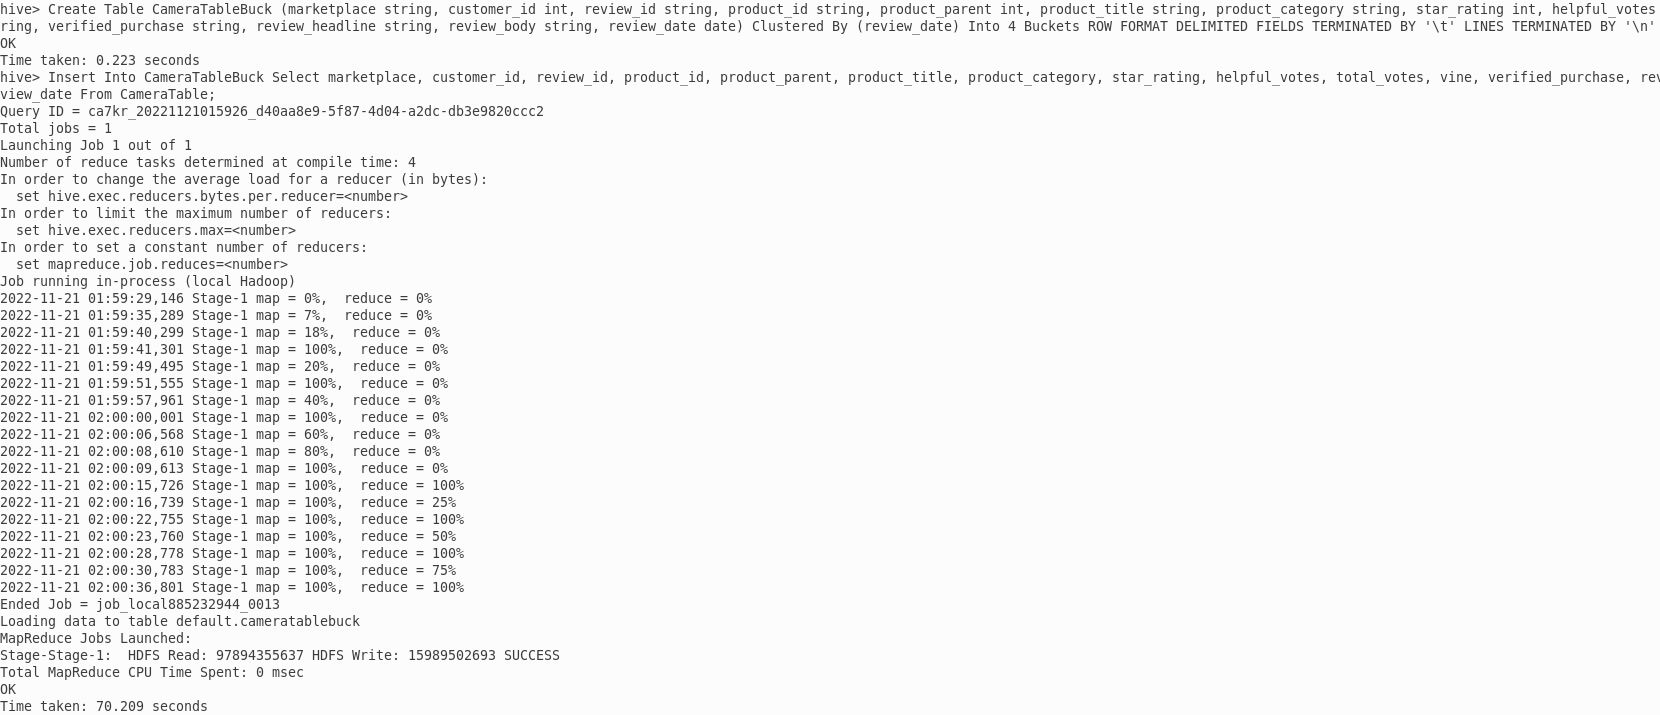 hive> Create Table CameraTableBuck (marketplace string, customer_id int, review_id string, product_id string, product_parent int, product_title string, product_category string, star_rating int, helpful_votes
ring, verified_purchase string, review_headline string, review_body string, review_date date) Clustered By (review_date) Into 4 Buckets ROW FORMAT DELIMITED FIELDS TERMINATED BY '\t' LINES TERMINATED BY '\n'
OK
Time taken: 0.223 seconds
hive> Insert Into CameraTableBuck Select marketplace, customer_id, review_id, product_id, product_parent, product_title, product_category, star_rating, helpful_votes, total_votes, vine, verified_purchase, rev
view_date From CameraTable;
Query ID = ca7kr_20221121015926_d40aa8e9-5f87-4d04-a2dc-db3e9820ccc2
Total jobs = 1
Launching Job 1 out of 1
Number of reduce tasks determined at compile time: 4
In order to change the average load for a reducer (in bytes):
  set hive.exec.reducers.bytes.per.reducer=<number>
In order to limit the maximum number of reducers:
  set hive.exec.reducers.max=<number>
In order to set a constant number of reducers:
  set mapreduce.job.reduces=<number>
Job running in-process (local Hadoop)
2022-11-21 01:59:29,146 Stage-1 map = 0%,  reduce = 0%
2022-11-21 01:59:35,289 Stage-1 map = 7%,  reduce = 0%
2022-11-21 01:59:40,299 Stage-1 map = 18%,  reduce = 0%
2022-11-21 01:59:41,301 Stage-1 map = 100%,  reduce = 0%
2022-11-21 01:59:49,495 Stage-1 map = 20%,  reduce = 0%
2022-11-21 01:59:51,555 Stage-1 map = 100%,  reduce = 0%
2022-11-21 01:59:57,961 Stage-1 map = 40%,  reduce = 0%
2022-11-21 02:00:00,001 Stage-1 map = 100%,  reduce = 0%
2022-11-21 02:00:06,568 Stage-1 map = 60%,  reduce = 0%
2022-11-21 02:00:08,610 Stage-1 map = 80%,  reduce = 0%
2022-11-21 02:00:09,613 Stage-1 map = 100%,  reduce = 0%
2022-11-21 02:00:15,726 Stage-1 map = 100%,  reduce = 100%
2022-11-21 02:00:16,739 Stage-1 map = 100%,  reduce = 25%
2022-11-21 02:00:22,755 Stage-1 map = 100%,  reduce = 100%
2022-11-21 02:00:23,760 Stage-1 map = 100%,  reduce = 50%
2022-11-21 02:00:28,778 Stage-1 map = 100%,  reduce = 100%
2022-11-21 02:00:30,783 Stage-1 map = 100%,  reduce = 75%
2022-11-21 02:00:36,801 Stage-1 map = 100%,  reduce = 100%
Ended Job = job_local885232944_0013
Loading data to table default.cameratablebuck
MapReduce Jobs Launched:
Stage-Stage-1:  HDFS Read: 97894355637 HDFS Write: 15989502693 SUCCESS
Total MapReduce CPU Time Spent: 0 msec
OK
Time taken: 70.209 seconds